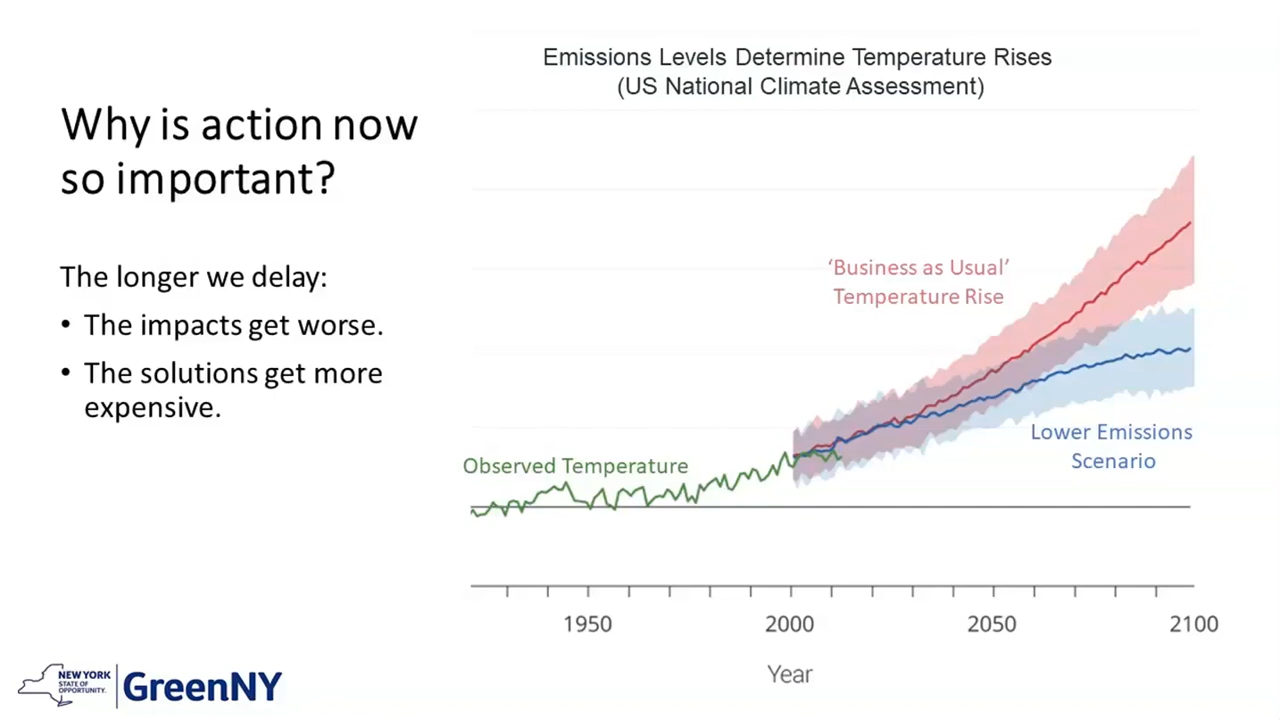 Emissions Levels Determine Temperature Rises
(US National Climate Assessment)
Why is action now
so important?
The longer we delay:
• The impacts get worse.
• The solutions get more
expensive.
‘Business as Usual’
Temperature Rise
Lower Emissions
Scenario
Observed Temperature
1950
2000
2050
2100
Year
NEW YORK
STATE OF
OPPORTUNITY.
GreenNY